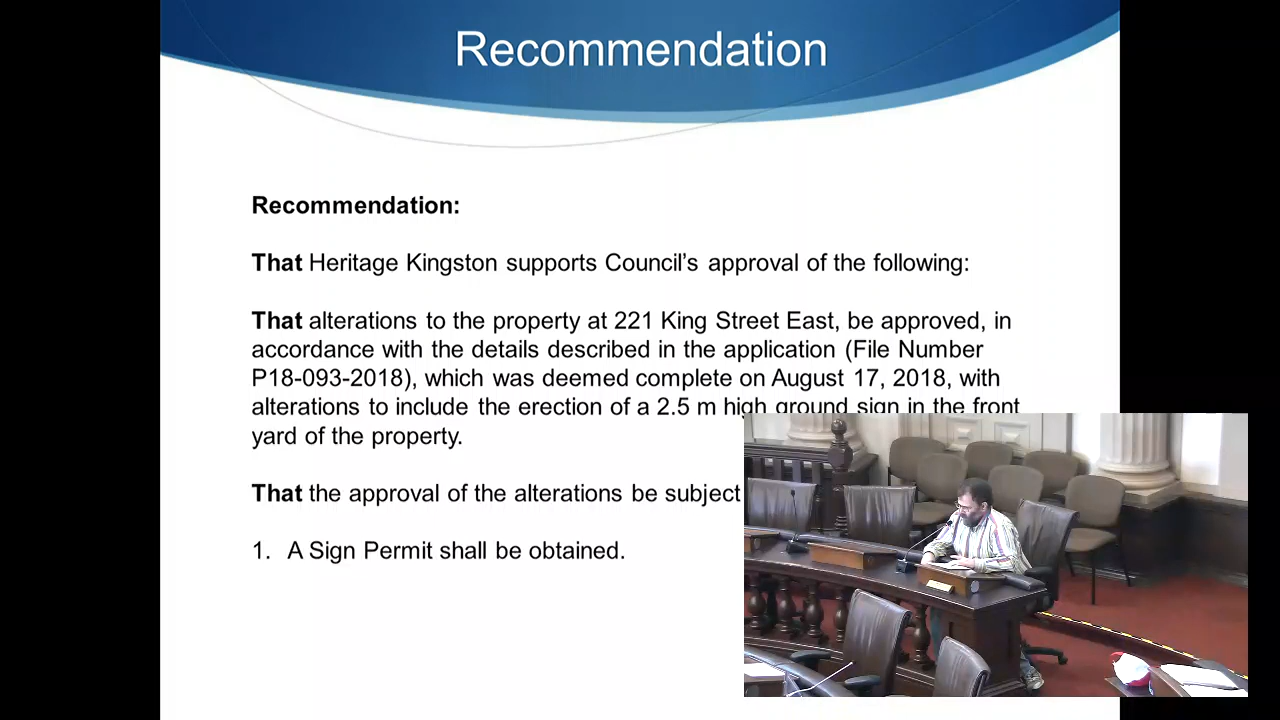 Recommendation
Recommendation:
That Heritage Kingston supports Council’s approval of the following:
That alterations to the property at 221 King Street East, be approved, in
accordance with the details described in the application (File Number
P18-093-2018), which was deemed complete on August 17, 2018, with
alterations to include the erection of a 2.5 m high ground sign in the front
yard of the property.
That the approval of the alterations be subject
1. A Sign Permit shall be obtained.